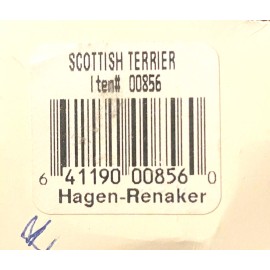 SCOTTISH TERRIER
Item# 00856
6 41190 00856 0
Hagen-Renaker